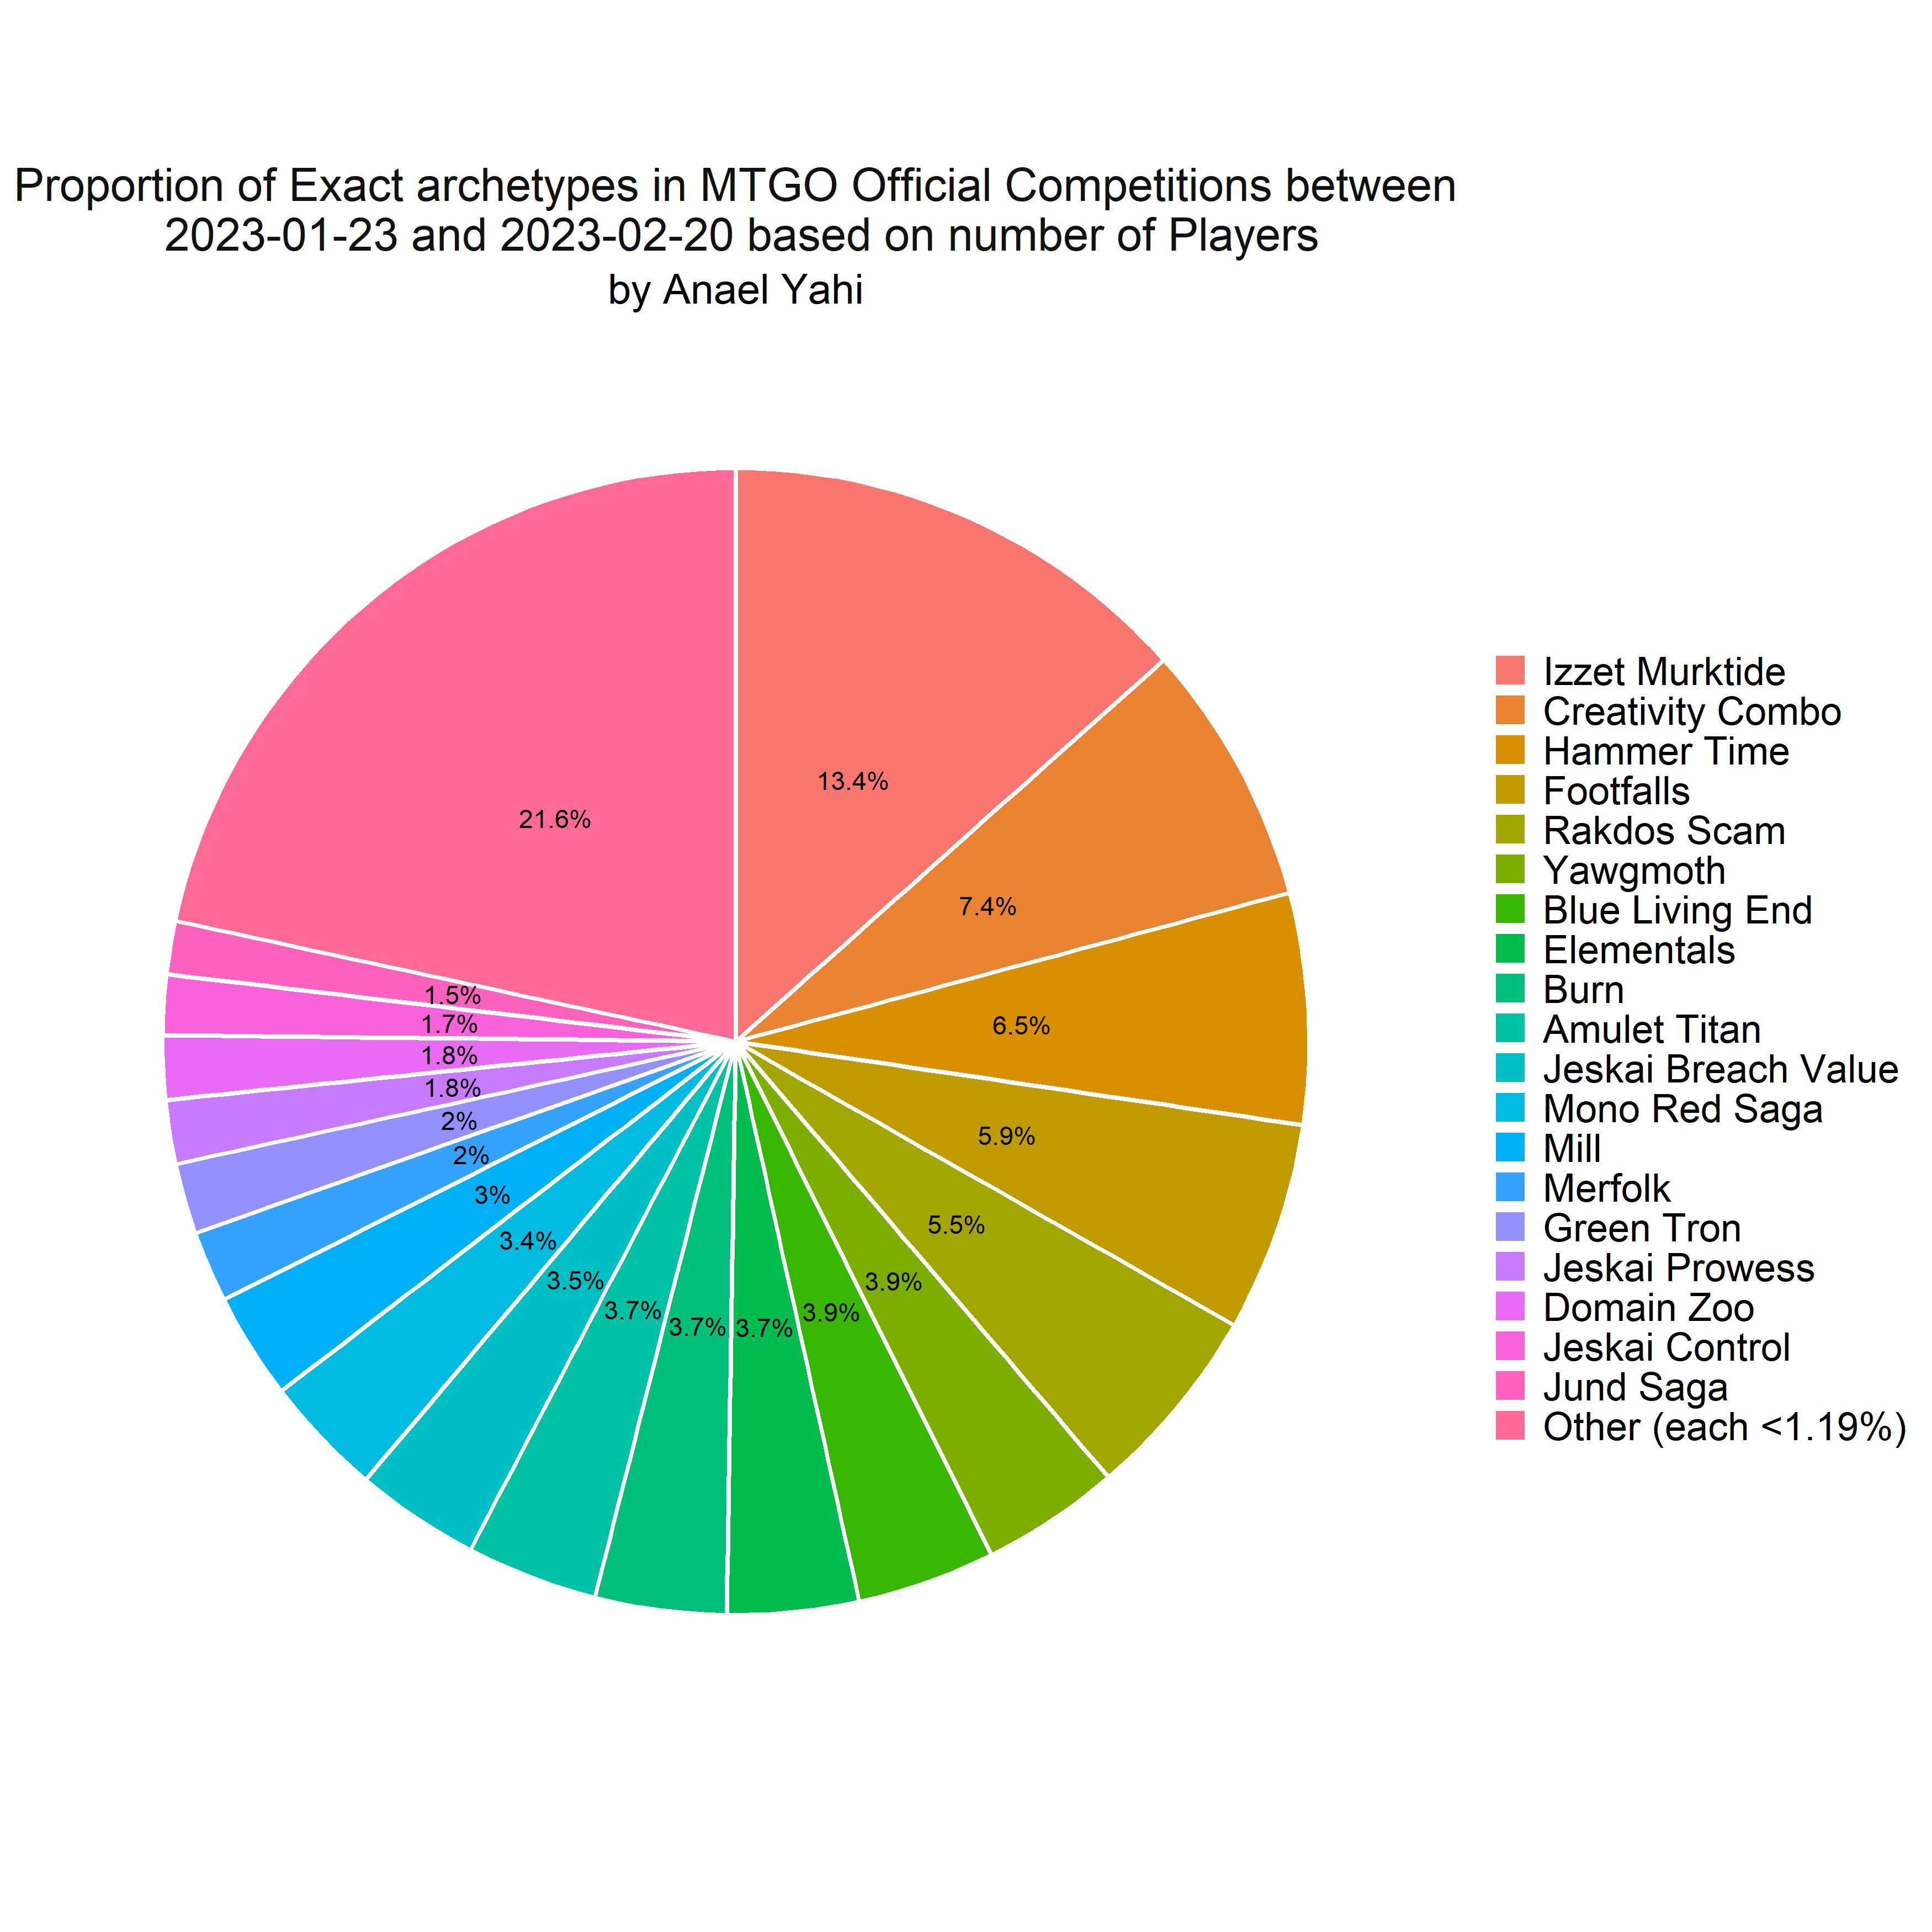 Proportion of Exact archetypes in MTGO Official Competitions between
2023-01-23 and 2023-02-20 based on number of Players
by Anael Yahi
13.4%
7.4%
6.5%
5.9%
5.5%
3.9%
3.9%
3.7%
3.7%
3.7%
3.5%
3.4%
3%
2%
2%
1.8%
1.8%
1.7%
1.5%
21.6%
Izzet Murktide
Creativity Combo
Hammer Time
Footfalls
Rakdos Scam
Yawgmoth
Blue Living End
Elementals
Burn
Amulet Titan
Jeskai Breach Value
Mono Red Saga
Mill
Merfolk
Green Tron
Jeskai Prowess
Domain Zoo
Jeskai Control
Jund Saga
Other (each <1.19%)